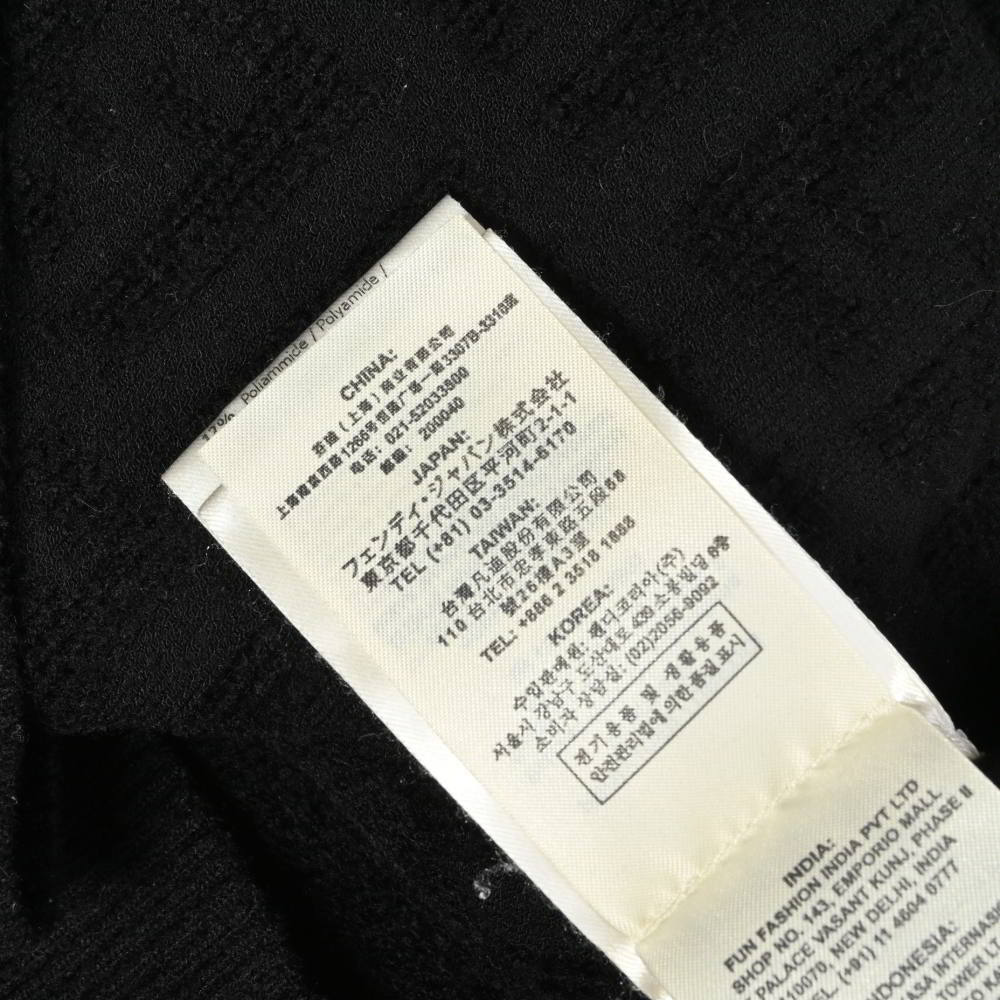 12% Poliammide / Polyamide /
CHINA:
芬迪(上海)商业有限公司
上海南京西路1266号恒隆广场一期3307B-3310室
电话: 021-52033800
邮编: 200040
JAPAN:
フェンディ・ジャパン株式会社
東京都千代田区平河町2-1-1
TEL (+81) 03-3514-6170
TAIWAN:
台灣凡迪股份有限公司
110 台北市忠孝東路五段68
號26樓A3室
TEL: +886 2 3518 1888
KOREA:
수입판매원: 펜디코리아(주)
서울시 강남구 도산대로 439 소봉빌딩 8층
소비자 상담실: (02)2056-9092
전기용품 및 생활용품
안전관리법에 의한 품질표시
INDIA:
FUN FASHION INDIA PVT LTD
SHOP NO. 143, EMPORIO MALL
PALACE VASANT KUNJ, PHASE II
110070, NEW DELHI, INDIA
TEL. (+91) 11 4604 0777
INDONESIA:
ASA INTERNAS
TOWER LT